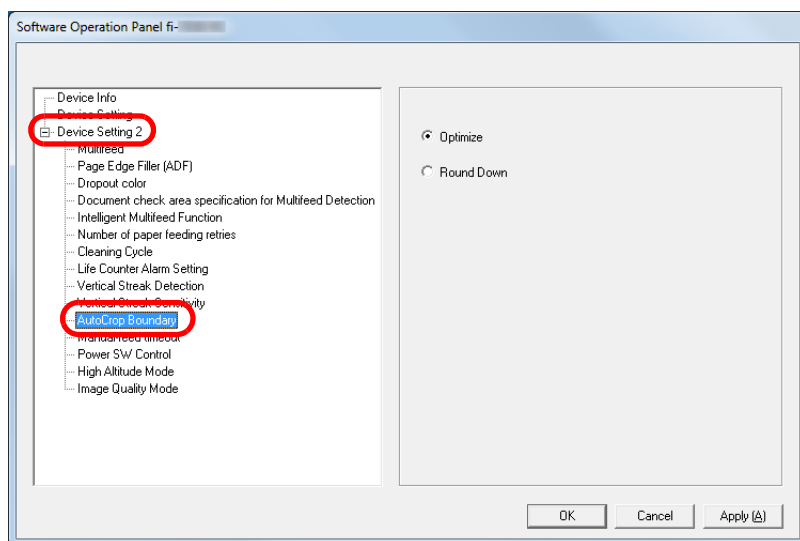 Software Operation Panel fi-
Device Info
Device Setting
Device Setting 2
Multifeed
Page Edge Filler (ADF)
Dropout color
Document check area specification for Multifeed Detection
Intelligent Multifeed Function
Number of paper feeding retries
Cleaning Cycle
Life Counter Alarm Setting
Vertical Streak Detection
Vertical Streak Sensitivity
AutoCrop Boundary
Manual-feed timeout
Power SW Control
High Altitude Mode
Image Quality Mode
Optimize
Round Down
OK
Cancel
Apply (A)